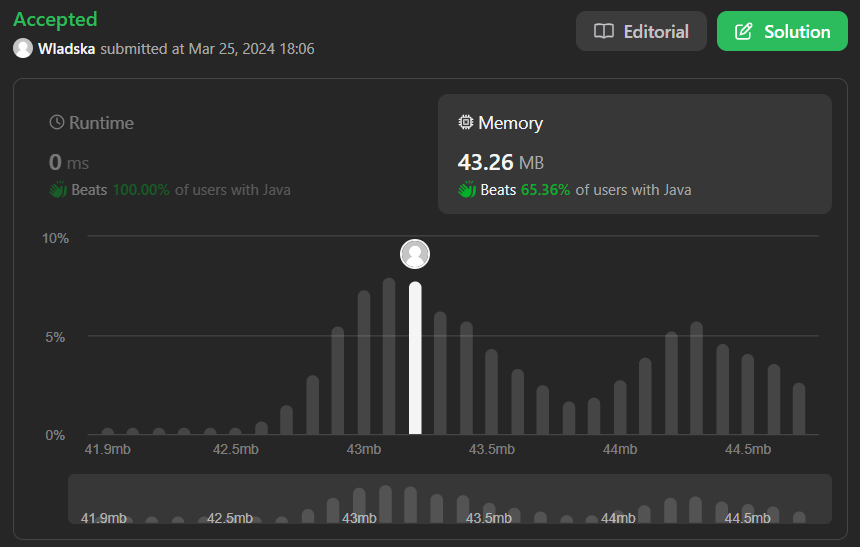 Accepted
Wladska submitted at Mar 25, 2024 18:06
Editorial
Solution
Runtime
0 ms
Beats 100.00% of users with Java
Memory
43.26 MB
Beats 65.36% of users with Java
10%
5%
0%
41.9mb 42.5mb 43mb 43.5mb 44mb 44.5mb
41.9mb 42.5mb 43mb 43.5mb 44mb 44.5mb